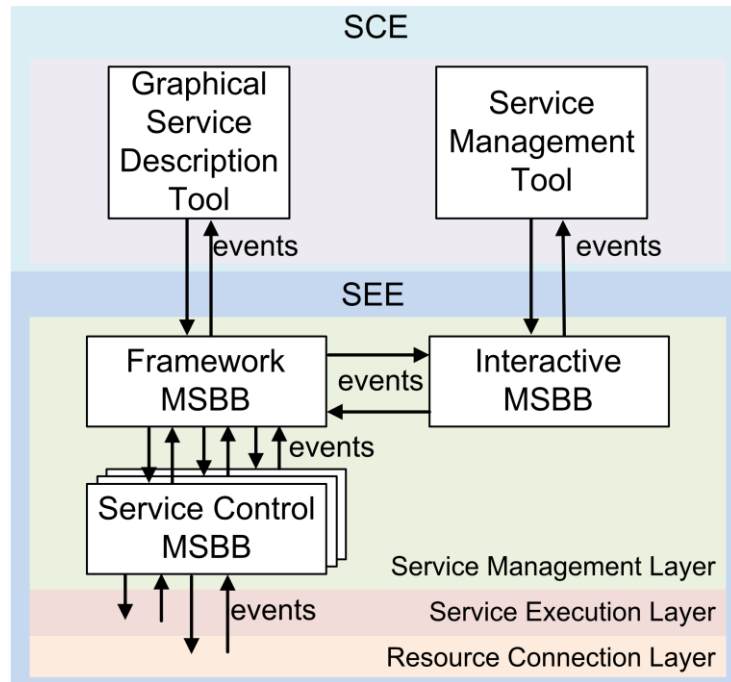 SCE
Graphical
Service
Description
Tool
Service
Management
Tool
events
events
SEE
Framework
MSBB
events
Interactive
MSBB
events
Service Control
MSBB
Service Management Layer
events
Service Execution Layer
Resource Connection Layer